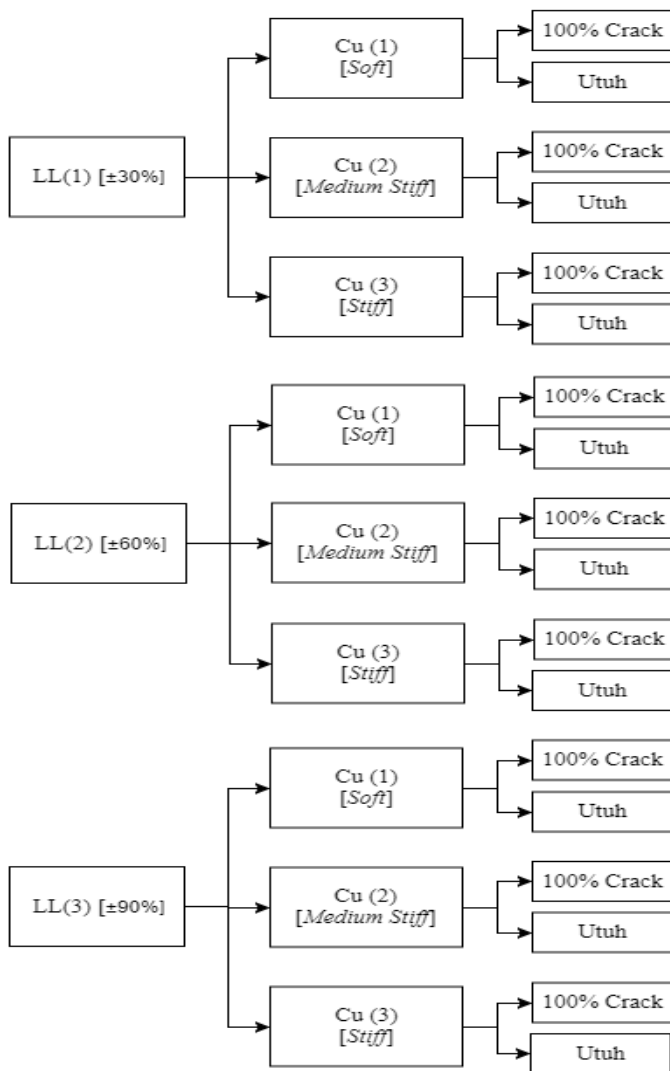 Cu (1)
[Soft]
100% Crack
Utuh
LL(1) [±30%]
Cu (2)
[Medium Stiff]
100% Crack
Utuh
Cu (3)
[Stiff]
100% Crack
Utuh
Cu (1)
[Soft]
100% Crack
Utuh
LL(2) [±60%]
Cu (2)
[Medium Stiff]
100% Crack
Utuh
Cu (3)
[Stiff]
100% Crack
Utuh
Cu (1)
[Soft]
100% Crack
Utuh
LL(3) [±90%]
Cu (2)
[Medium Stiff]
100% Crack
Utuh
Cu (3)
[Stiff]
100% Crack
Utuh